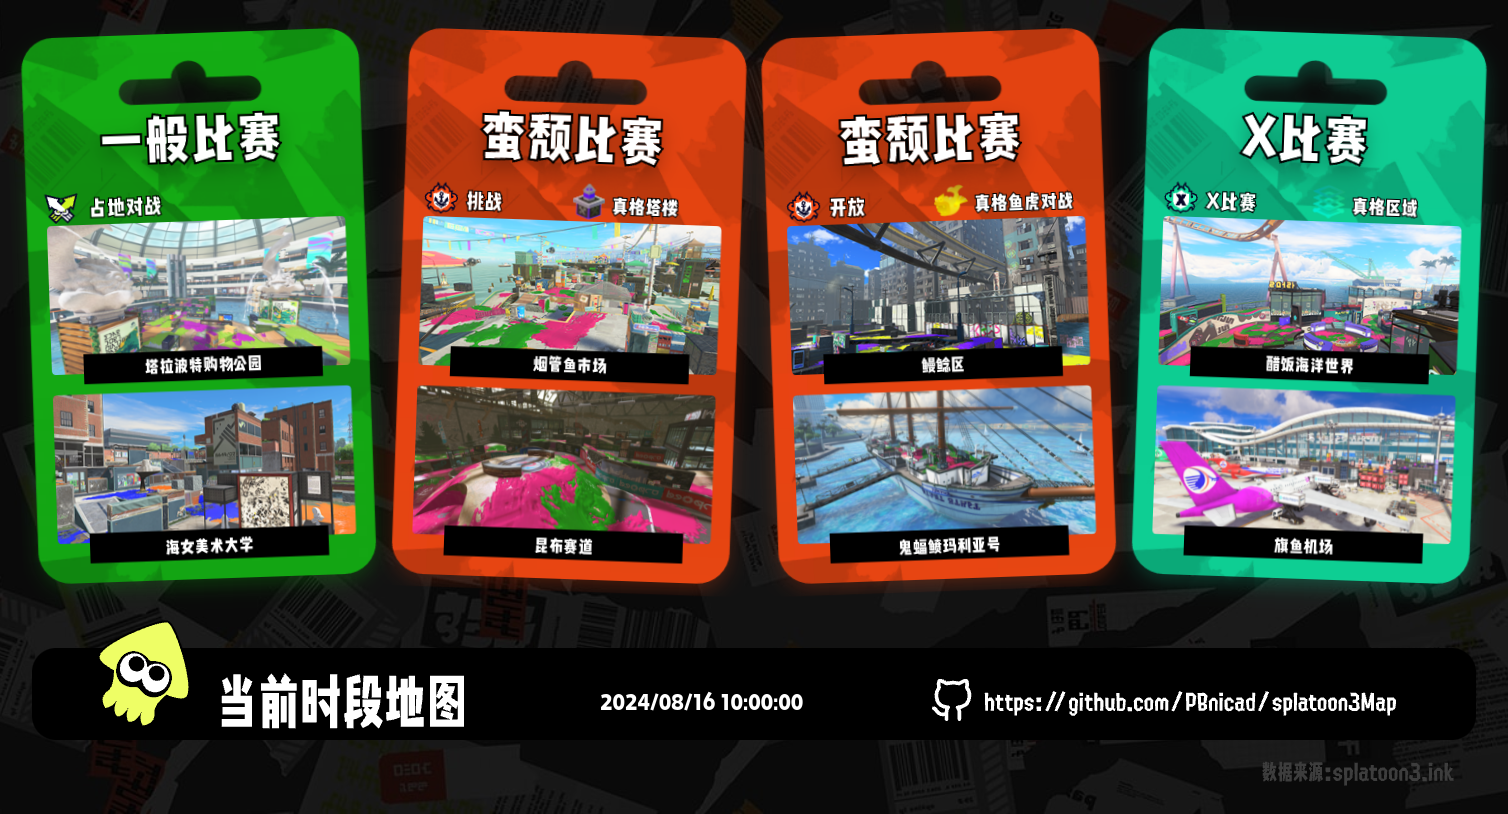 一般比赛
占地对战
塔拉波特购物公园
海女美术大学
蛮颓比赛
挑战
真格塔楼
烟管鱼市场
昆布赛道
蛮颓比赛
开放
真格鱼虎对战
鳗鲶区
鬼蝠鲼玛利亚号
X比赛
X比赛
真格区域
醋饭海洋世界
旗鱼机场
当前时段地图
2024/08/16 10:00:00
https://github.com/PBnicad/splatoon3Map
数据来源:splatoon3.ink